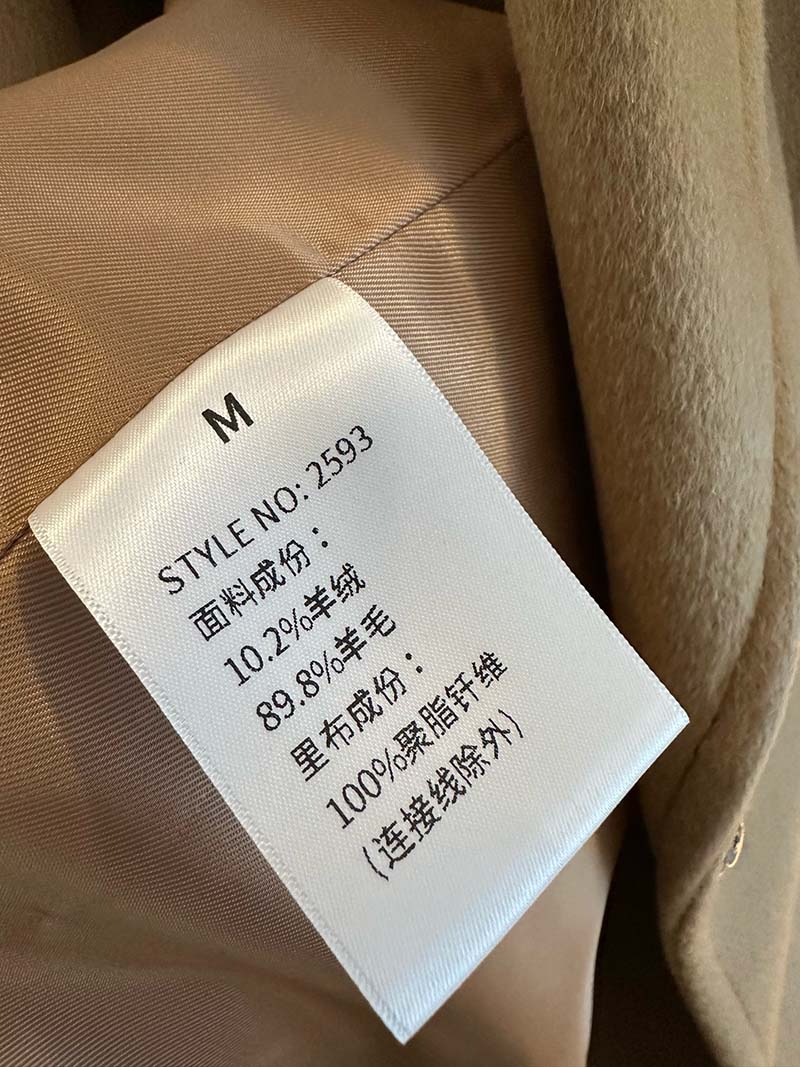 M
STYLE NO: 2593
面料成份：
10.2%羊绒
89.8%羊毛
里布成份：
100%聚脂钎维
(连接线除外)